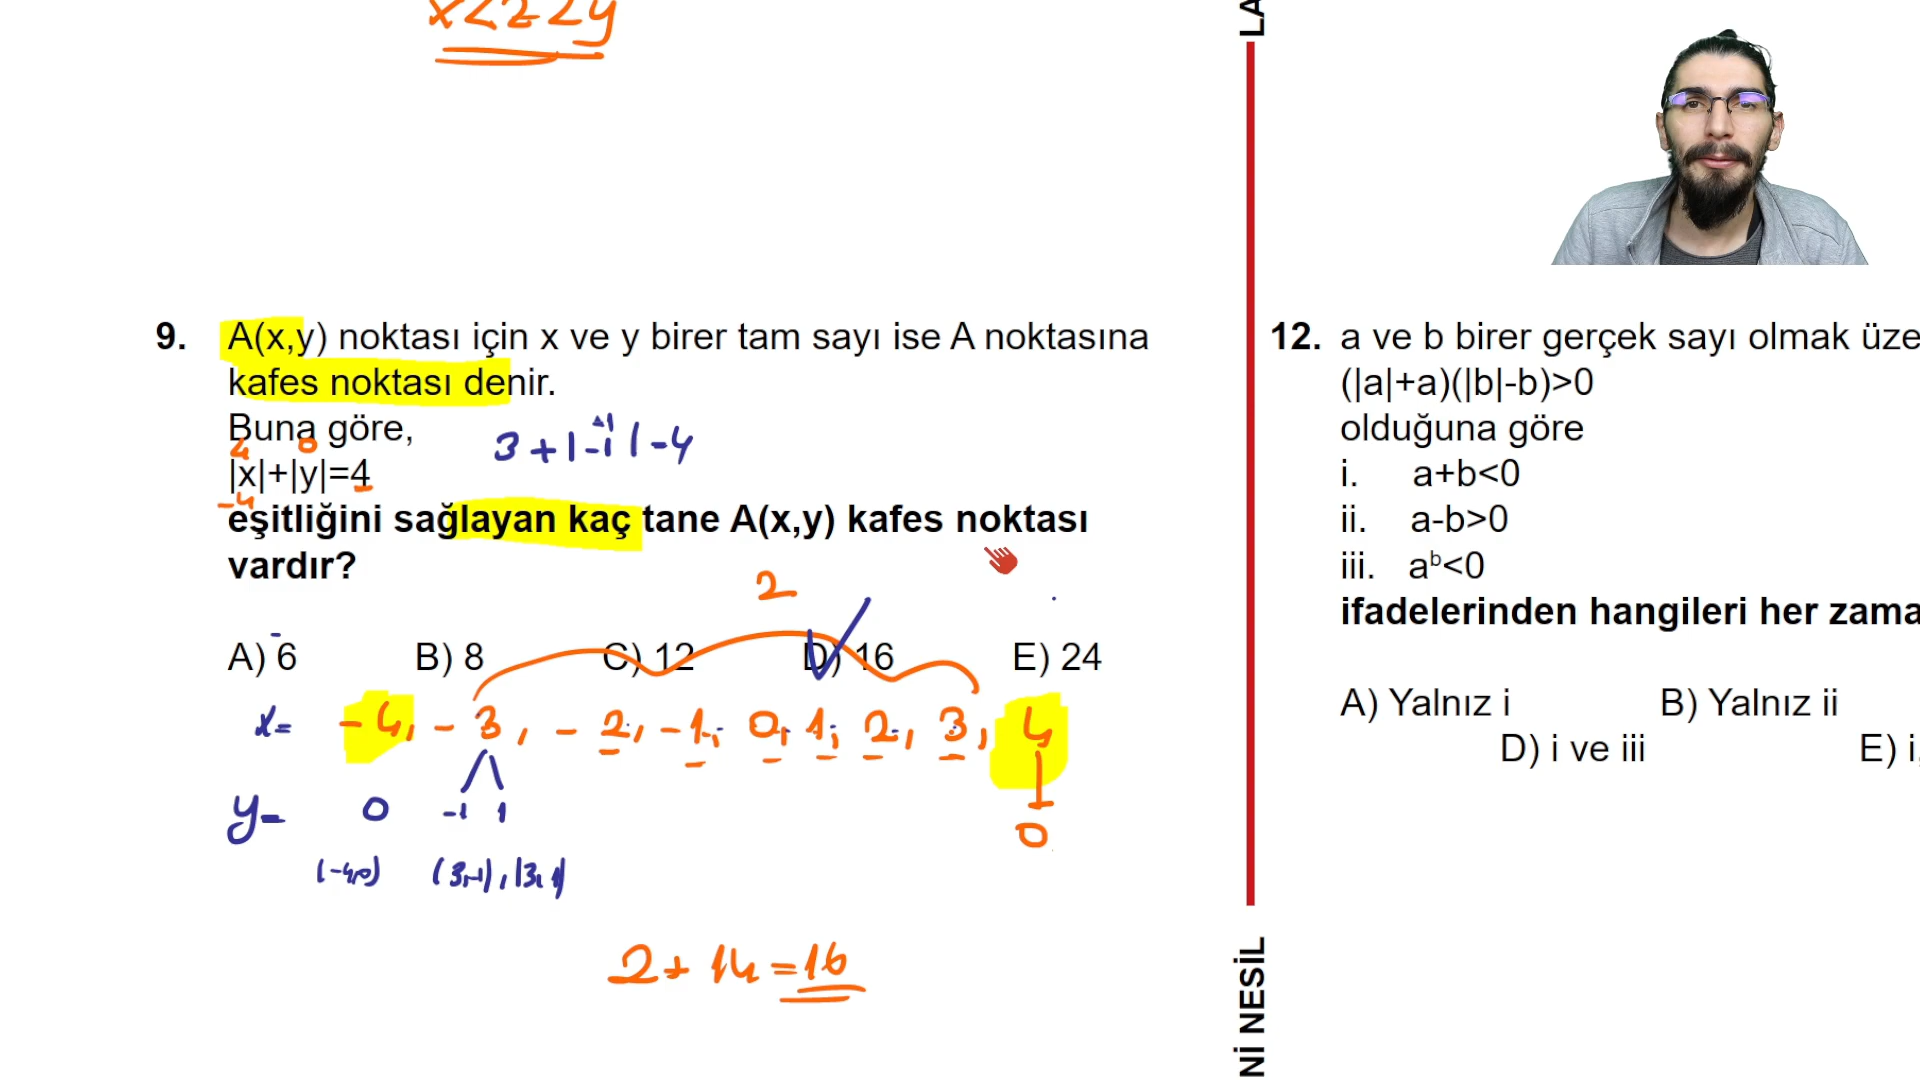 x<z<y
9. A(x,y) noktası için x ve y birer tam sayı ise A noktasına
kafes noktası denir.
Buna göre,
4 0
|x|+|y|=4
-4
3+|-1|-4
eşitliğini sağlayan kaç tane A(x,y) kafes noktası
vardır?
2
A) 6 B) 8 C) 12 D) 16 E) 24
x= -4, -3, -2, -1, 0, 1, 2, 3, 4
y= 0 -1 1 0
(-4,0) (3,-1), (3,1)
2+14=16
LA
Nİ NESİL
12. a ve b birer gerçek sayı olmak üze
(|a|+a)(|b|-b)>0
olduğuna göre
i. a+b<0
ii. a-b>0
iii. aᵇ<0
ifadelerinden hangileri her zama
A) Yalnız i B) Yalnız ii
D) i ve iii E) i,